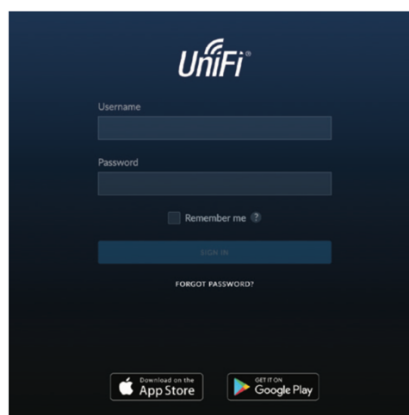 UniFi®
Username
Password
Remember me ?
SIGN IN
FORGOT PASSWORD?
Download on the
App Store
GET IT ON
Google Play